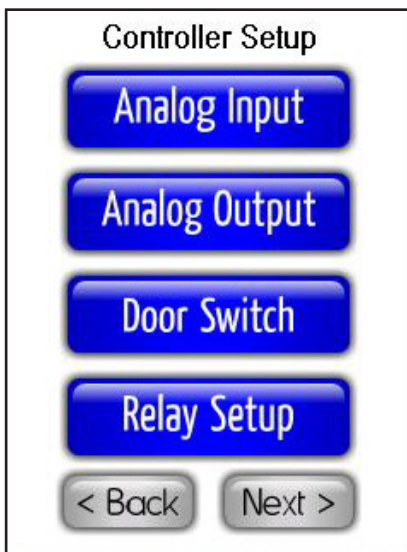 Controller Setup
Analog Input
Analog Output
Door Switch
Relay Setup
< Back Next >